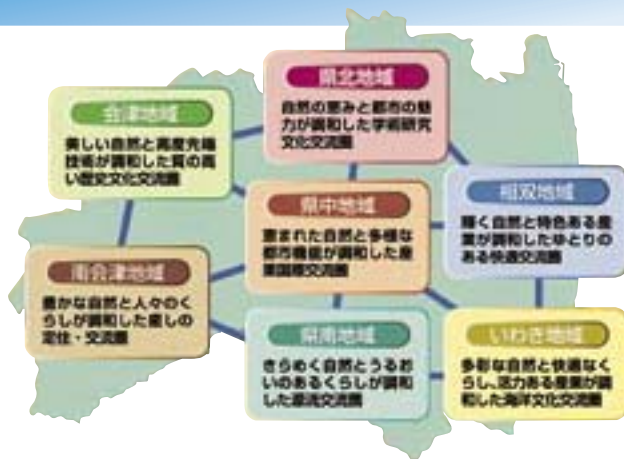 県北地域
自然の恵みと都市の魅
力が調和した学術研究
文化交流圏
会津地域
美しい自然と高度先端
技術が調和した質の高
い歴史文化交流圏
県中地域
恵まれた自然と多様な
都市機能が調和した産
業国際交流圏
相双地域
輝く自然と特色ある産
業が調和したゆとりの
ある快適交流圏
南会津地域
豊かな自然と人々のく
らしが調和した癒しの
定住・交流圏
県南地域
きらめく自然とうるお
いのあるくらしが調和
した源流交流圏
いわき地域
多彩な自然と快適なく
らし、活力ある産業が調
和した海洋文化交流圏